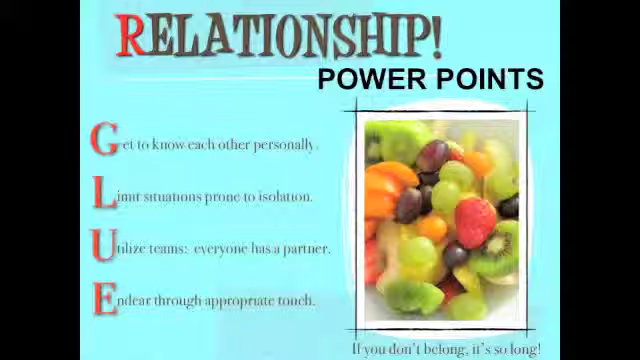 RELATIONSHIP!
POWER POINTS
Get to know each other personally.
Limit situations prone to isolation.
Utilize teams: everyone has a partner.
Endear through appropriate touch.
If you don't belong, it's so long!